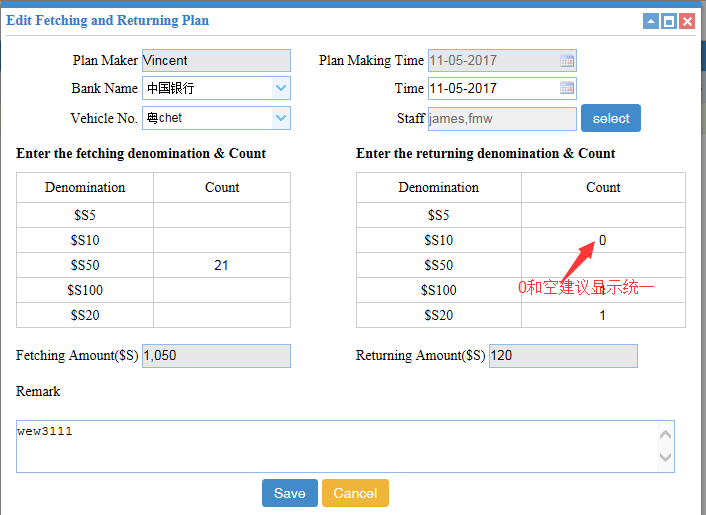 Edit Fetching and Returning Plan
Plan Maker Vincent Plan Making Time 11-05-2017
Bank Name 中国银行 Time 11-05-2017
Vehicle No. 粤chet Staff james,fmw select
Enter the fetching denomination & Count Enter the returning denomination & Count
Denomination Count Denomination Count
$S5 $S5
$S10 $S10 0
$S50 21 $S50
$S100 $S100 1
0和空建议显示统一
$S20 $S20 1
Fetching Amount($S) 1,050 Returning Amount($S) 120
Remark
wew3111
Save Cancel